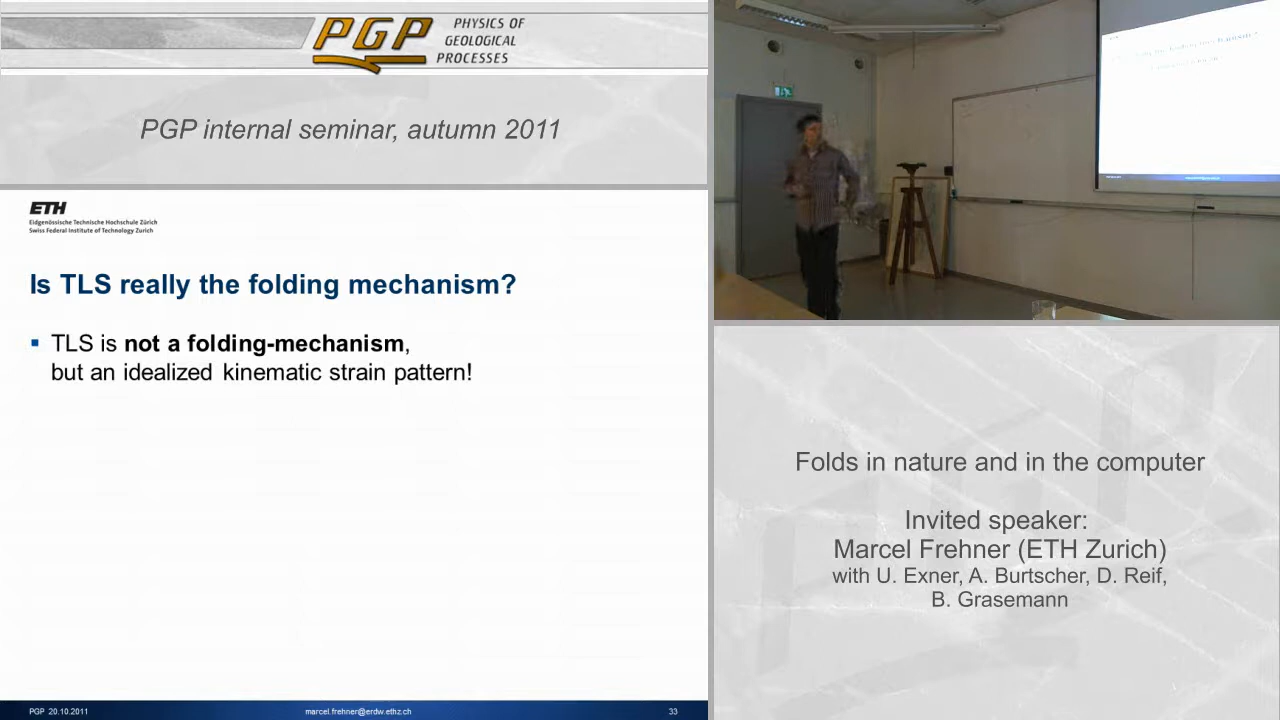 PGP
PHYSICS OF
GEOLOGICAL
PROCESSES
PGP internal seminar, autumn 2011
ETH
Eidgenössische Technische Hochschule Zürich
Swiss Federal Institute of Technology Zurich
Is TLS really the folding mechanism?
TLS is not a folding-mechanism,
but an idealized kinematic strain pattern!
PGP 20.10.2011
marcel.frehner@erdw.ethz.ch
33
Folds in nature and in the computer
Invited speaker:
Marcel Frehner (ETH Zurich)
with U. Exner, A. Burtscher, D. Reif,
B. Grasemann